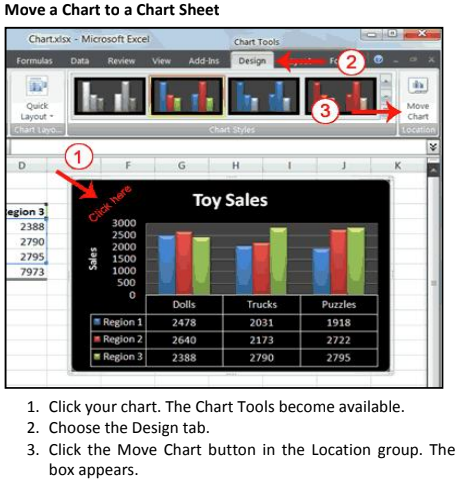 Move a Chart to a Chart Sheet
Chart.xlsx - Microsoft Excel
Chart Tools
Formulas Data Review View Add-Ins Design
2
Quick Layout
3
Move Chart
Chart Layo... Chart Styles Location
1
D F G H I J K
Click here
egion 3
2388
2790
2795
7973
Toy Sales
Sales
3000
2500
2000
1500
1000
500
0
Dolls Trucks Puzzles
Region 1 2478 2031 1918
Region 2 2640 2173 2722
Region 3 2388 2790 2795
1. Click your chart. The Chart Tools become available.
2. Choose the Design tab.
3. Click the Move Chart button in the Location group. The
box appears.